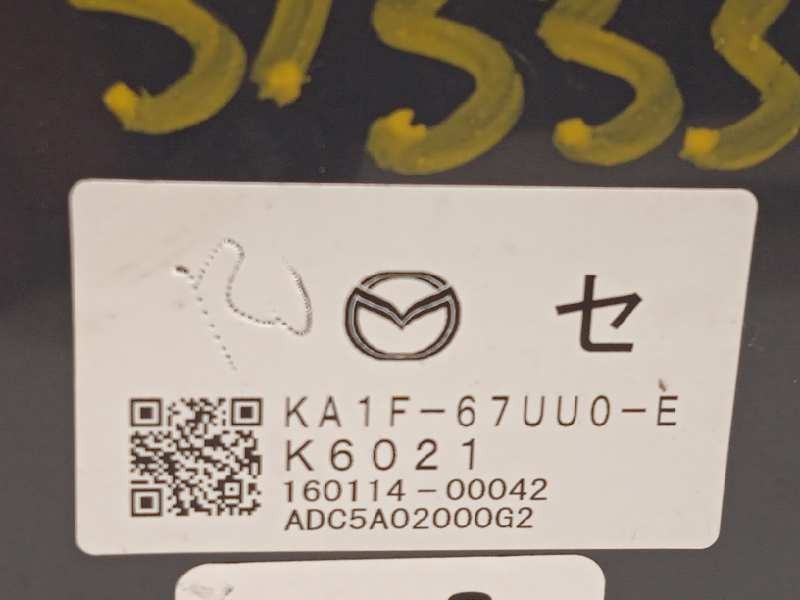 セ
KA1F-67UU0-E
K6021
160114-00042
ADC5A02000G2